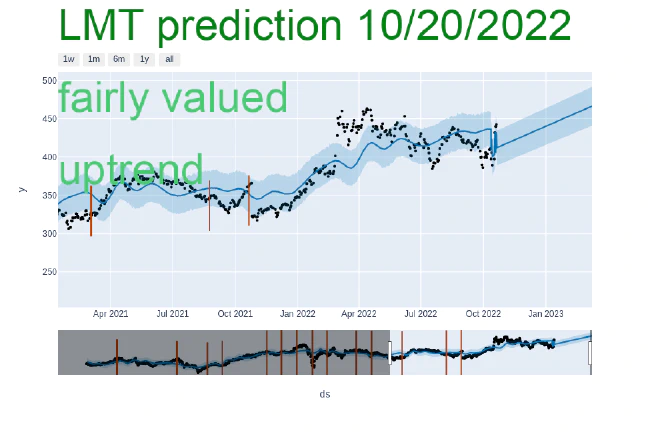 LMT prediction 10/20/2022
1w 1m 6m 1y all
fairly valued
uptrend
500
450
400
350
300
250
y
Apr 2021 Jul 2021 Oct 2021 Jan 2022 Apr 2022 Jul 2022 Oct 2022 Jan 2023
ds